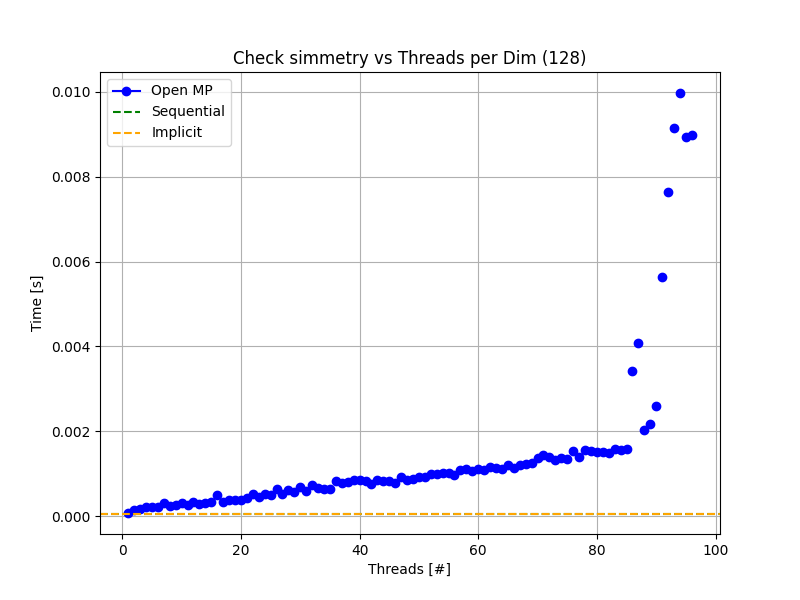 Check simmetry vs Threads per Dim (128)
Open MP
Sequential
Implicit
0.010
0.008
0.006
0.004
0.002
0.000
Time [s]
0 20 40 60 80 100
Threads [#]